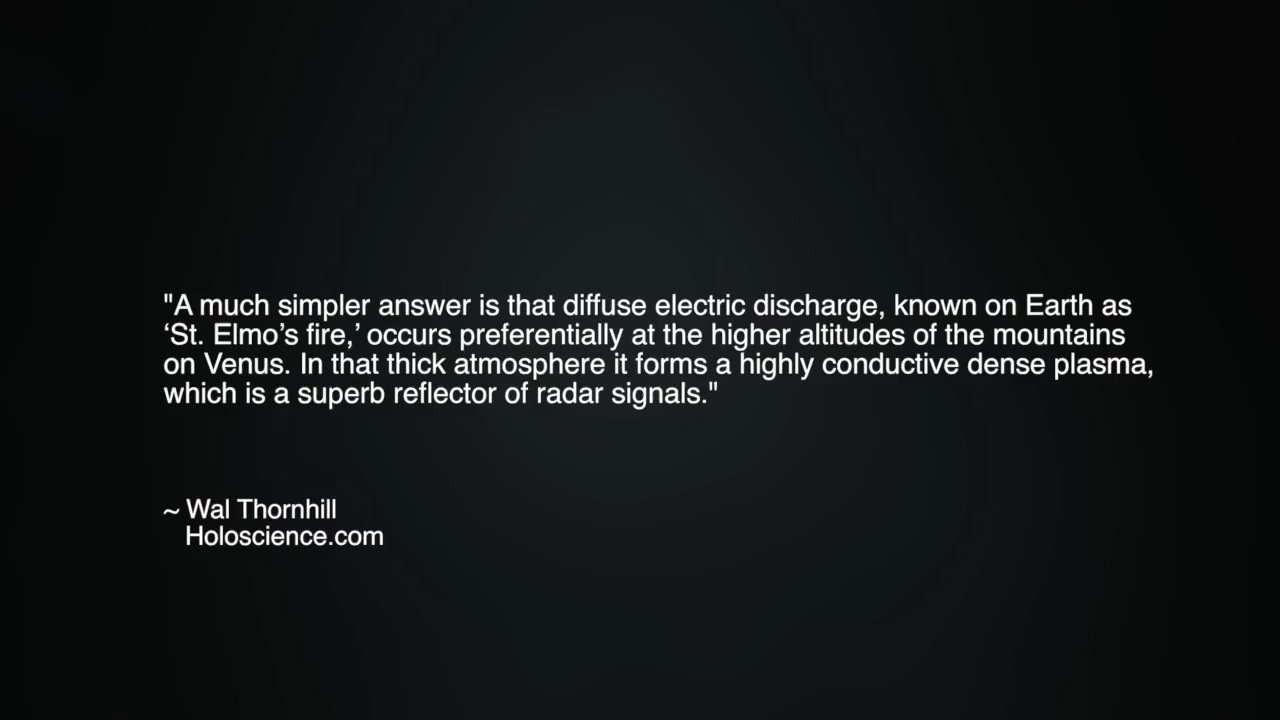 "A much simpler answer is that diffuse electric discharge, known on Earth as
‘St. Elmo’s fire,’ occurs preferentially at the higher altitudes of the mountains
on Venus. In that thick atmosphere it forms a highly conductive dense plasma,
which is a superb reflector of radar signals."
~ Wal Thornhill
Holoscience.com